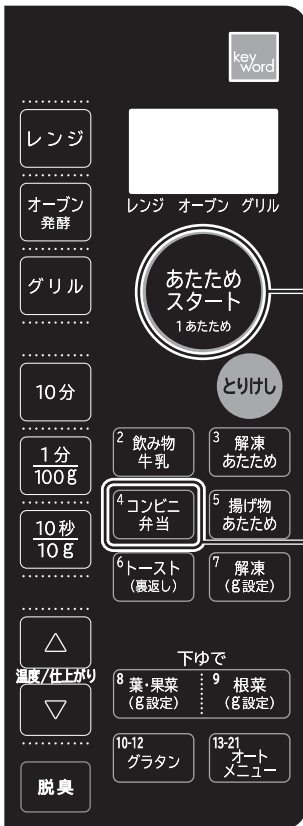 key
word
レンジ
オーブン
発酵
グリル
10分
1分
100g
10秒
10g
温度/仕上がり
脱臭
レンジ オーブン グリル
あたため
スタート
1あたため
とりけし
2 飲み物
牛乳
3 解凍
あたため
4 コンビニ
弁当
5 揚げ物
あたため
6 トースト
(裏返し)
7 解凍
(g設定)
下ゆで
8 葉・果菜
(g設定)
9 根菜
(g設定)
10-12
グラタン
13-21
オート
メニュー